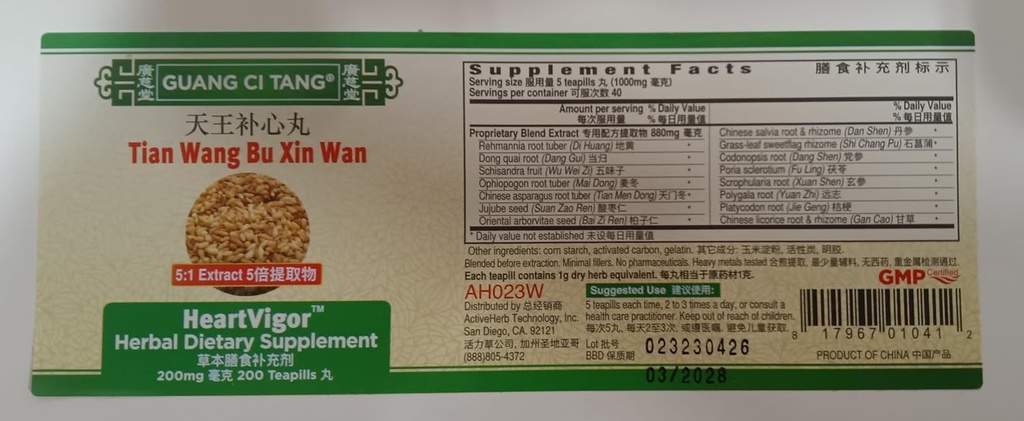 廣慈堂
GUANG CI TANG®
廣慈堂
天王补心丸
Tian Wang Bu Xin Wan
5:1 Extract 5倍提取物
HeartVigor™
Herbal Dietary Supplement
草本膳食补充剂
200mg 毫克 200 Teapills 丸
Supplement Facts 膳食补充剂标示
Serving size 服用量 5 teapills 丸 (1000mg 毫克)
Servings per container 可服次数 40
Amount per serving % Daily Value
每次服用量 % 每日用量值
Proprietary Blend Extract 专用配方提取物 880mg 毫克
Rehmannia root tuber (Di Huang) 地黄 *
Dong quai root (Dang Gui) 当归 *
Schisandra fruit (Wu Wei Zi) 五味子 *
Ophiopogon root tuber (Mai Dong) 麦冬 *
Chinese asparagus root tuber (Tian Men Dong) 天门冬*
Jujube seed (Suan Zao Ren) 酸枣仁 *
Oriental arborvitae seed (Bai Zi Ren) 柏子仁 *
% Daily Value
% 每日用量值
Chinese salvia root & rhizome (Dan Shen) 丹参 *
Grass-leaf sweetflag rhizome (Shi Chang Pu) 石菖蒲*
Codonopsis root (Dang Shen) 党参 *
Poria sclerotium (Fu Ling) 茯苓 *
Scrophularia root (Xuan Shen) 玄参 *
Polygala root (Yuan Zhi) 远志 *
Platycodon root (Jie Geng) 桔梗 *
Chinese licorice root & rhizome (Gan Cao) 甘草 *
* Daily value not established 未设每日用量值
Other ingredients: corn starch, activated carbon, gelatin. 其它成分: 玉米淀粉, 活性炭, 明胶.
Blended before extraction. Minimal fillers. No pharmaceuticals. Heavy metals tested 合煎提取, 最少量辅料, 无西药, 重金属检测通过.
Each teapill contains 1g dry herb equivalent. 每丸相当于原药材1克.
GMP Certified
AH023W
Distributed by 总经销商
ActiveHerb Technology, Inc.
San Diego, CA. 92121
活力草公司, 加州圣地亚哥
(888)805-4372
Suggested Use 建议使用:
5 teapills each time, 2 to 3 times a day, or consult a
health care practitioner. Keep out of reach of children.
每次5丸, 每天2至3次, 或遵医嘱. 避免儿童获取.
Lot 批号 023230426
BBD 保质期 03/2028
8 17967 01041 2
PRODUCT OF CHINA 中国产品